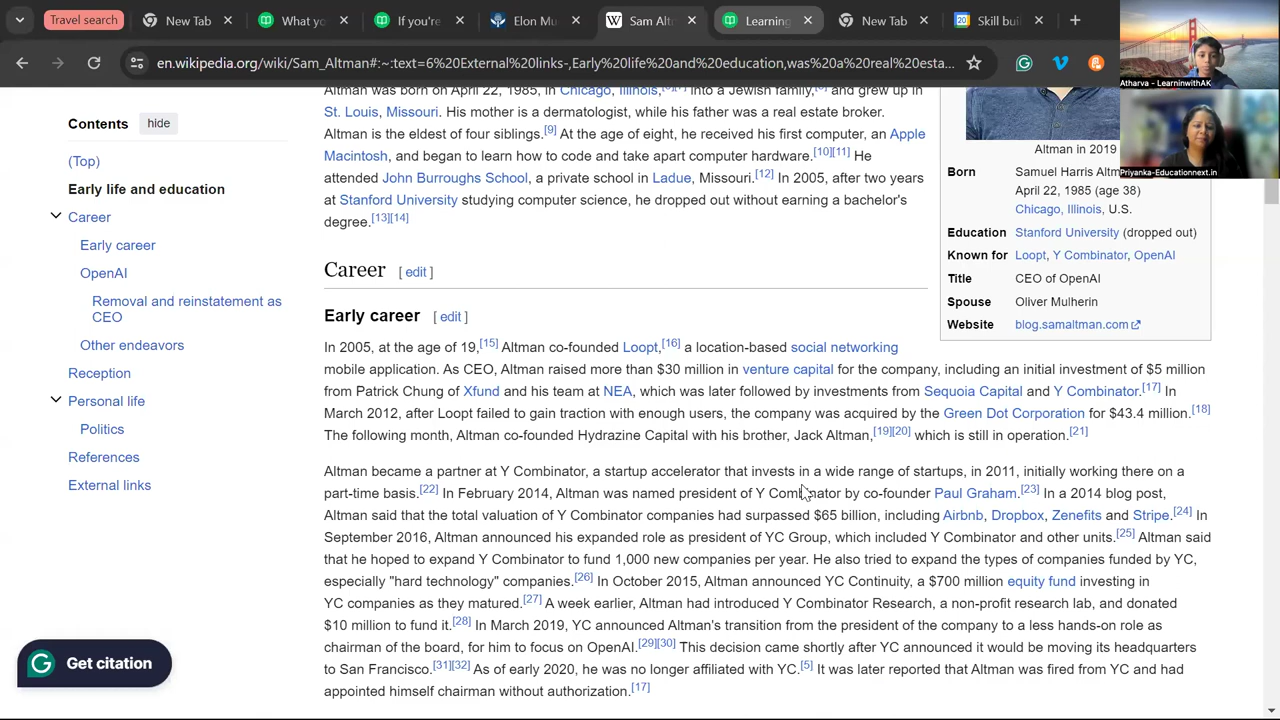 Travel search
New Tab
What yo
If you're
Elon Mu
Sam Altm
Learning
New Tab
20
Skill bui
en.wikipedia.org/wiki/Sam_Altman#:~:text=6%20External%20links-,Early%20life%20and%20education,was%20a%20real%20esta...
Atharva - LearninwithAK
Priyanka-Educationnext.in
Contents hide
(Top)
Early life and education
Career
Early career
OpenAI
Removal and reinstatement as
CEO
Other endeavors
Reception
Personal life
Politics
References
External links
Get citation
St. Louis, Missouri. His mother is a dermatologist, while his father was a real estate broker.
Altman is the eldest of four siblings.[9] At the age of eight, he received his first computer, an Apple
Macintosh, and began to learn how to code and take apart computer hardware.[10][11] He
attended John Burroughs School, a private school in Ladue, Missouri.[12] In 2005, after two years
at Stanford University studying computer science, he dropped out without earning a bachelor's
degree.[13][14]
Career [ edit ]
Early career [ edit ]
In 2005, at the age of 19,[15] Altman co-founded Loopt,[16] a location-based social networking
mobile application. As CEO, Altman raised more than $30 million in venture capital for the company, including an initial investment of $5 million
from Patrick Chung of Xfund and his team at NEA, which was later followed by investments from Sequoia Capital and Y Combinator.[17] In
March 2012, after Loopt failed to gain traction with enough users, the company was acquired by the Green Dot Corporation for $43.4 million.[18]
The following month, Altman co-founded Hydrazine Capital with his brother, Jack Altman,[19][20] which is still in operation.[21]
Altman became a partner at Y Combinator, a startup accelerator that invests in a wide range of startups, in 2011, initially working there on a
part-time basis.[22] In February 2014, Altman was named president of Y Combinator by co-founder Paul Graham.[23] In a 2014 blog post,
Altman said that the total valuation of Y Combinator companies had surpassed $65 billion, including Airbnb, Dropbox, Zenefits and Stripe.[24] In
September 2016, Altman announced his expanded role as president of YC Group, which included Y Combinator and other units.[25] Altman said
that he hoped to expand Y Combinator to fund 1,000 new companies per year. He also tried to expand the types of companies funded by YC,
especially "hard technology" companies.[26] In October 2015, Altman announced YC Continuity, a $700 million equity fund investing in
YC companies as they matured.[27] A week earlier, Altman had introduced Y Combinator Research, a non-profit research lab, and donated
$10 million to fund it.[28] In March 2019, YC announced Altman's transition from the president of the company to a less hands-on role as
chairman of the board, for him to focus on OpenAI.[29][30] This decision came shortly after YC announced it would be moving its headquarters
to San Francisco.[31][32] As of early 2020, he was no longer affiliated with YC.[5] It was later reported that Altman was fired from YC and had
appointed himself chairman without authorization.[17]
Altman in 2019
Born Samuel Harris Altm
April 22, 1985 (age 38)
Chicago, Illinois, U.S.
Education Stanford University (dropped out)
Known for Loopt, Y Combinator, OpenAI
Title CEO of OpenAI
Spouse Oliver Mulherin
Website blog.samaltman.com